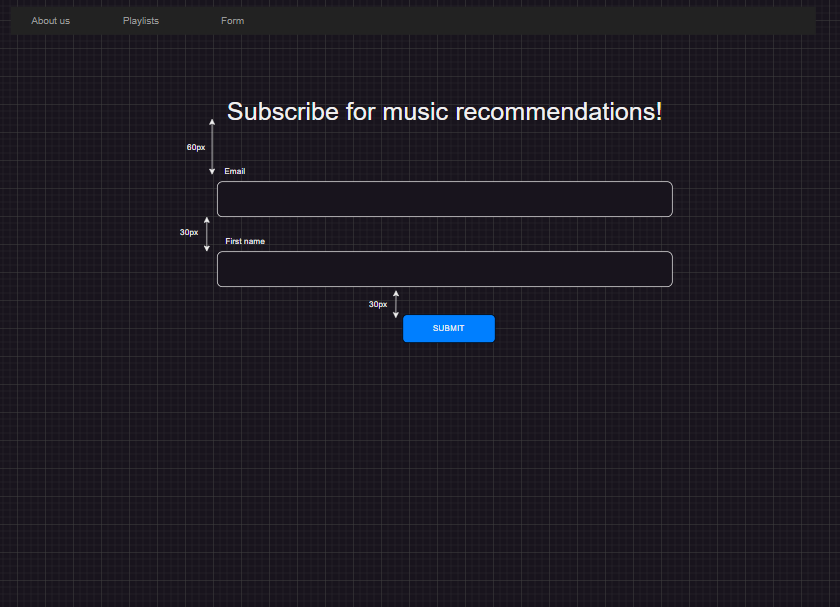 About us Playlists Form
Subscribe for music recommendations!
60px
Email
30px
First name
30px
SUBMIT